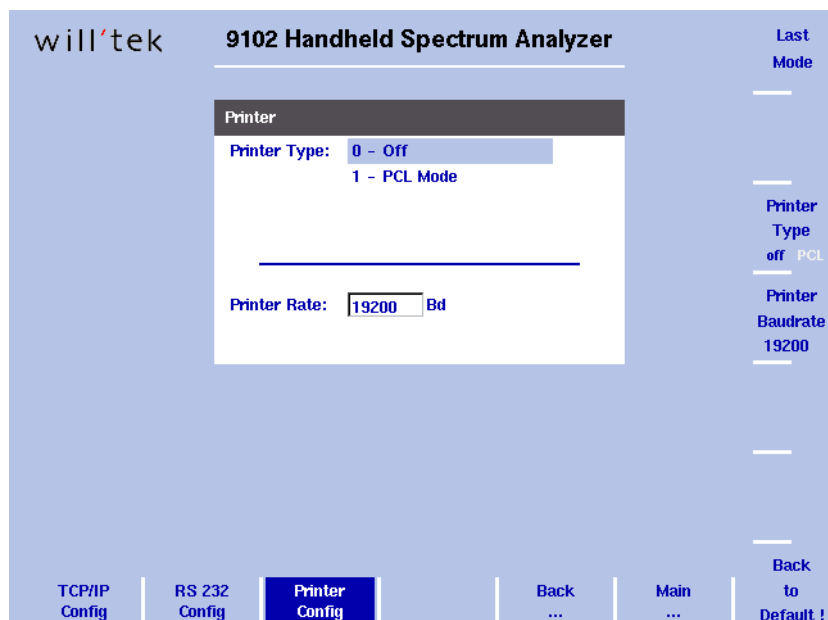 will'tek
9102 Handheld Spectrum Analyzer
Last
Mode
Printer
Printer Type: 0 - Off
1 - PCL Mode
Printer
Type
off PCL
Printer Rate: 19200 Bd
Printer
Baudrate
19200
Back
to
Default !
TCP/IP
Config
RS 232
Config
Printer
Config
Back
...
Main
...